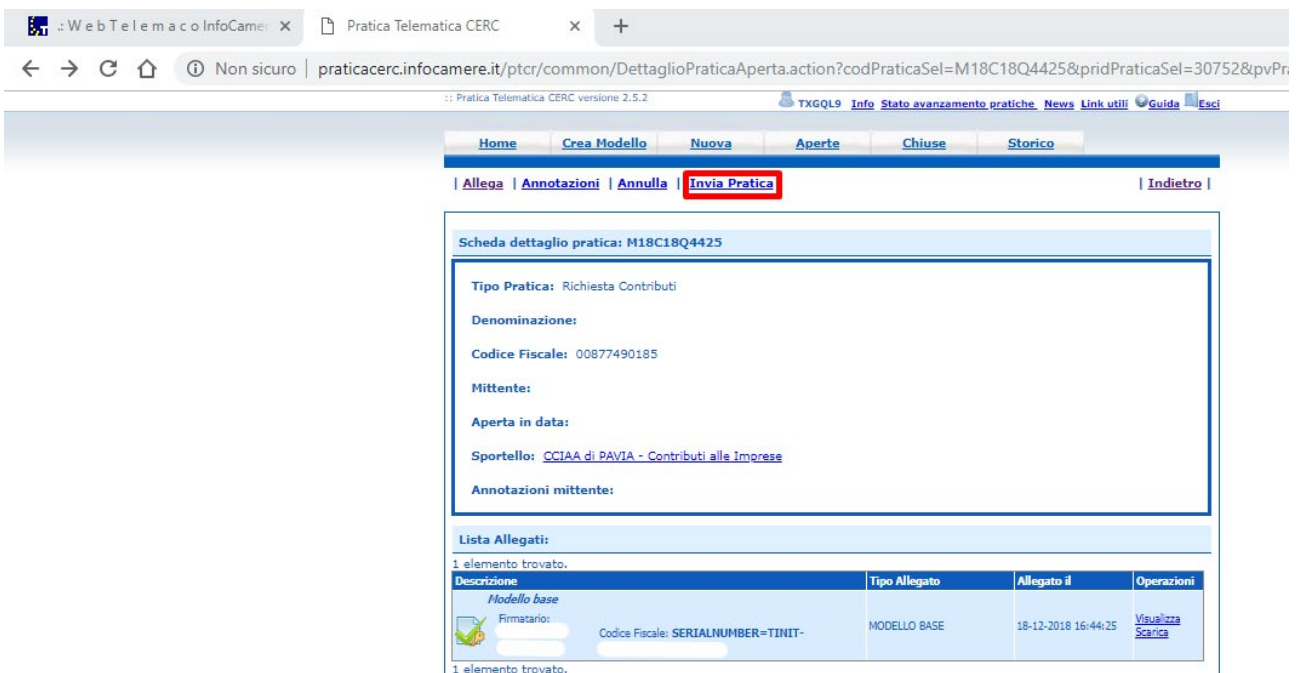 .: W e b T e l e m a c o InfoCamer
Pratica Telematica CERC
Non sicuro | praticacerc.infocamere.it/ptcr/common/DettaglioPraticaAperta.action?codPraticaSel=M18C18Q4425&pridPraticaSel=30752&pvPra
:: Pratica Telematica CERC versione 2.5.2
TXGQL9 Info Stato avanzamento pratiche News Link utili Guida Esci
Home Crea Modello Nuova Aperte Chiuse Storico
| Allega | Annotazioni | Annulla | Invia Pratica | Indietro |
Scheda dettaglio pratica: M18C18Q4425
Tipo Pratica: Richiesta Contributi
Denominazione:
Codice Fiscale: 00877490185
Mittente:
Aperta in data:
Sportello: CCIAA di PAVIA - Contributi alle Imprese
Annotazioni mittente:
Lista Allegati:
1 elemento trovato.
Descrizione Tipo Allegato Allegato il Operazioni
Modello base
Firmatario:
Codice Fiscale: SERIALNUMBER=TINIT-
MODELLO BASE
18-12-2018 16:44:25
Visualizza
Scarica
1 elemento trovato.